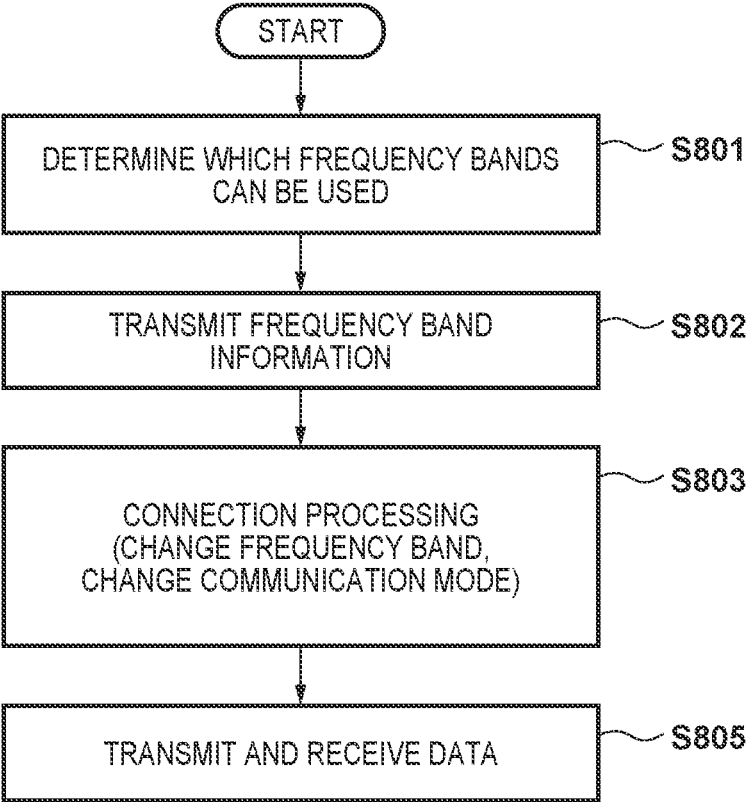 START
DETERMINE WHICH FREQUENCY BANDS
CAN BE USED
S801
TRANSMIT FREQUENCY BAND
INFORMATION
S802
CONNECTION PROCESSING
(CHANGE FREQUENCY BAND,
CHANGE COMMUNICATION MODE)
S803
TRANSMIT AND RECEIVE DATA
S805